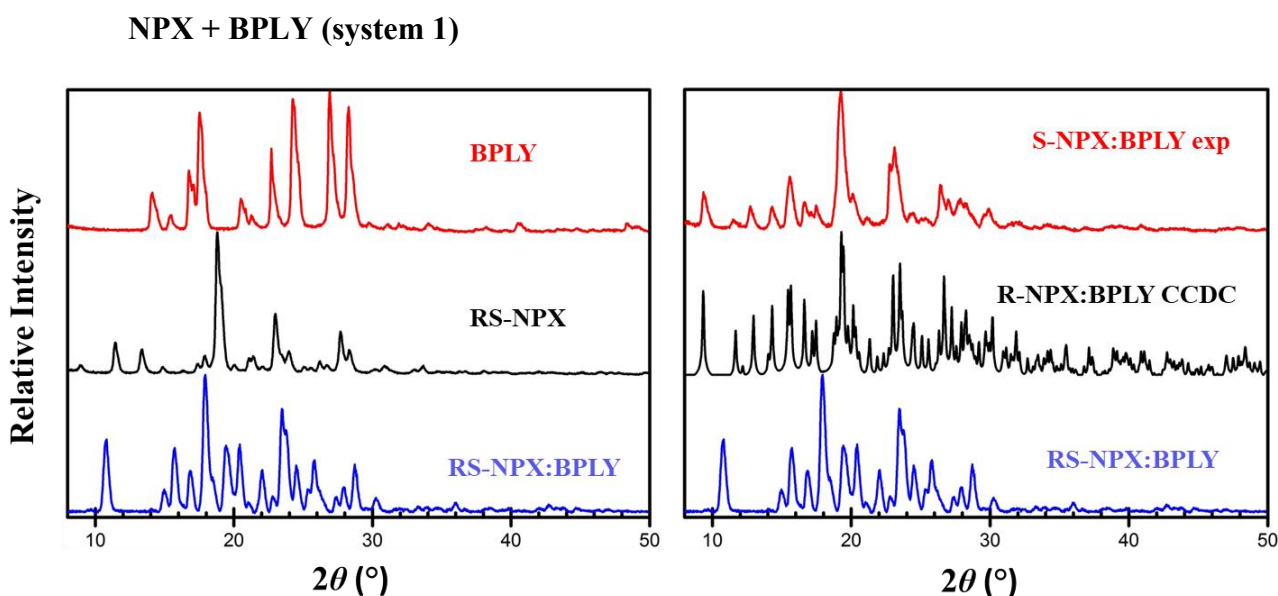 NPX + BPLY (system 1)
Relative Intensity
BPLY
RS-NPX
RS-NPX:BPLY
10 20 30 40 50
2θ (°)
S-NPX:BPLY exp
R-NPX:BPLY CCDC
RS-NPX:BPLY
10 20 30 40 50
2θ (°)